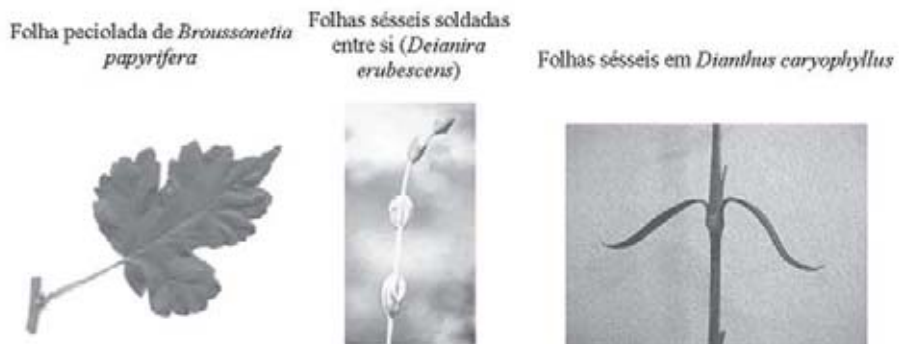 Folha peciolada de Broussonetia
papyrifera
Folhas sésseis soldadas
entre si (Deianira
erubescens)
Folhas sésseis em Dianthus caryophyllus